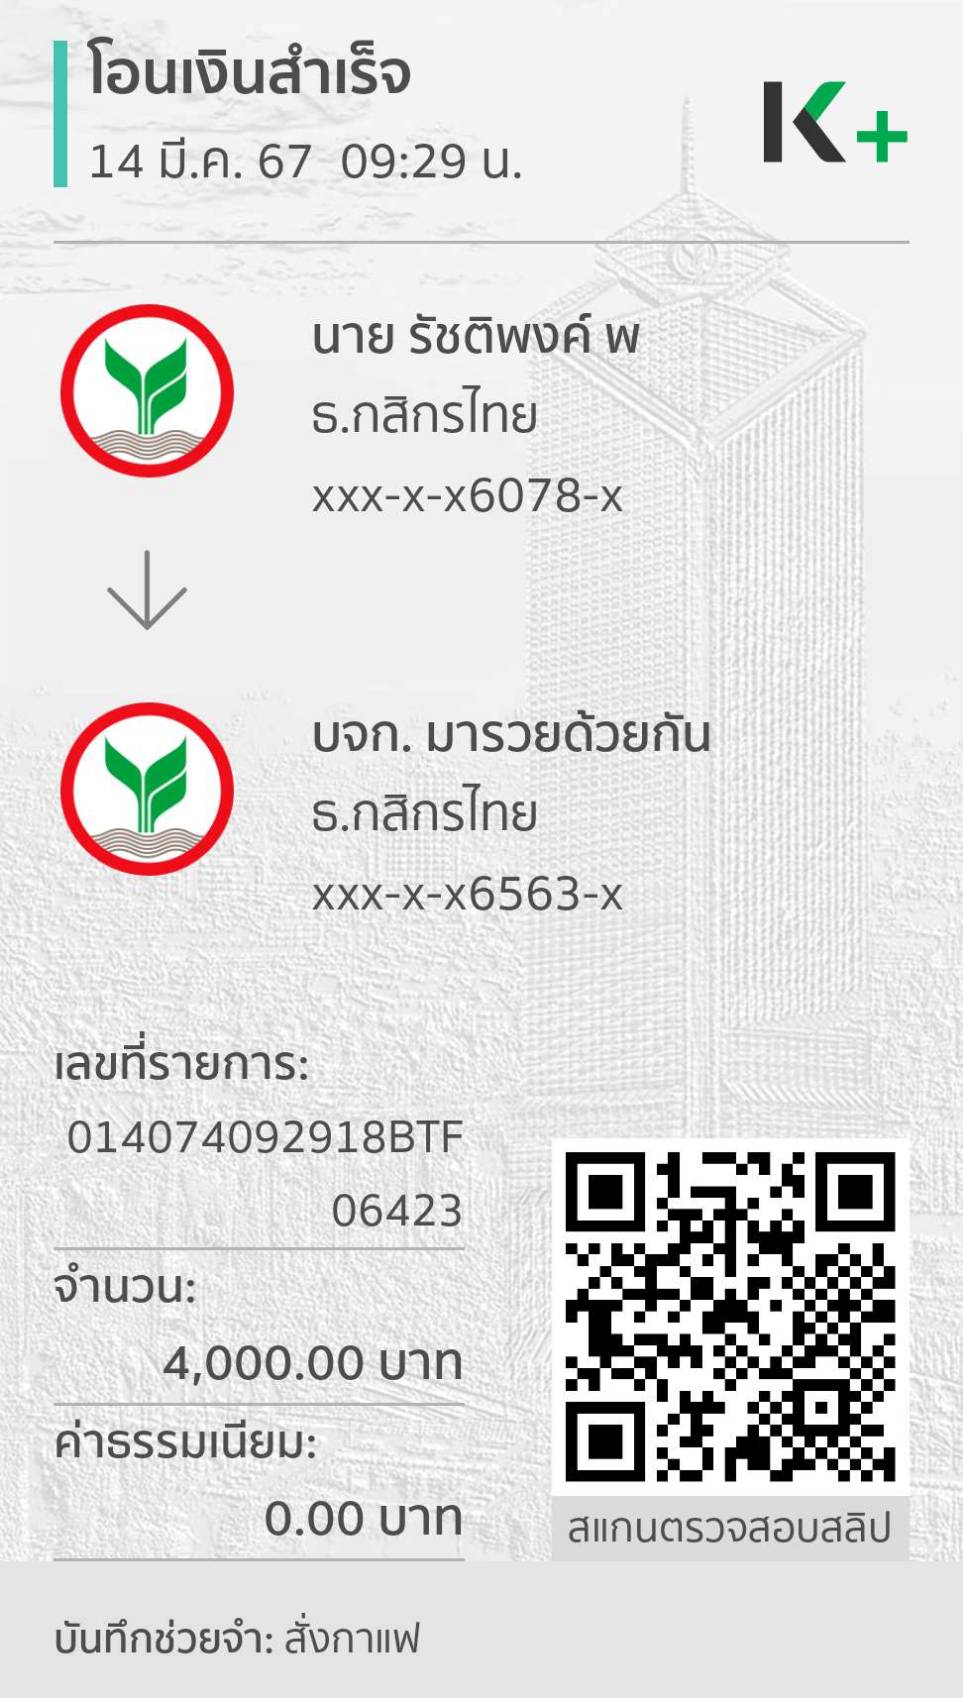 โอนเงินสำเร็จ
14 มี.ค. 67 09:29 น.
K+
นาย รัชติพงค์ พ
ธ.กสิกรไทย
xxx-x-x6078-x
บจก. มารวยด้วยกัน
ธ.กสิกรไทย
xxx-x-x6563-x
เลขที่รายการ:
014074092918BTF
06423
จำนวน:
4,000.00 บาท
ค่าธรรมเนียม:
0.00 บาท
สแกนตรวจสอบสลิป
บันทึกช่วยจำ: สั่งกาแฟ